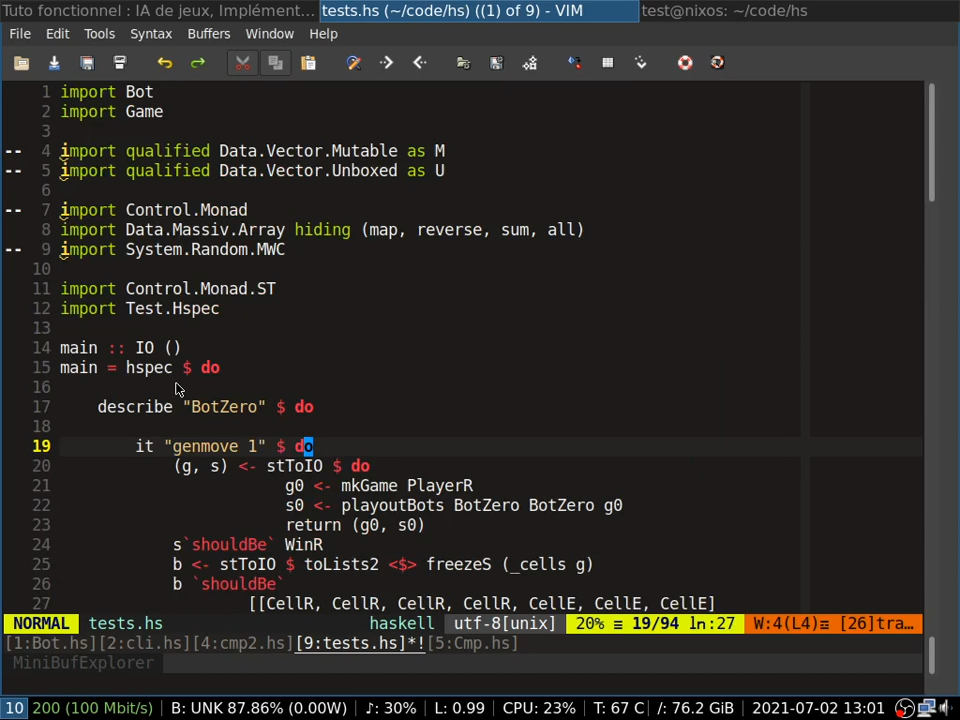 Tuto fonctionnel : IA de jeux, Implément... tests.hs (~/code/hs) ((1) of 9) - VIM test@nixos: ~/code/hs
File Edit Tools Syntax Buffers Window Help
1 import Bot
2 import Game
3
-- 4 import qualified Data.Vector.Mutable as M
-- 5 import qualified Data.Vector.Unboxed as U
6
-- 7 import Control.Monad
8 import Data.Massiv.Array hiding (map, reverse, sum, all)
-- 9 import System.Random.MWC
10
11 import Control.Monad.ST
12 import Test.Hspec
13
14 main :: IO ()
15 main = hspec $ do
16
17 describe "BotZero" $ do
18
19 it "genmove 1" $ do
20 (g, s) <- stToIO $ do
21 g0 <- mkGame PlayerR
22 s0 <- playoutBots BotZero BotZero g0
23 return (g0, s0)
24 s`shouldBe` WinR
25 b <- stToIO $ toLists2 <$> freezeS (_cells g)
26 b `shouldBe`
27 [[CellR, CellR, CellR, CellR, CellE, CellE, CellE]
NORMAL tests.hs haskell utf-8[unix] 20% ≡ 19/94 ln:27 W:4(L4)≡ [26]tra...
[1:Bot.hs][2:cli.hs][4:cmp2.hs][9:tests.hs]*![5:Cmp.hs]
MiniBufExplorer
10 200 (100 Mbit/s) B: UNK 87.86% (0.00W) ♪: 30% L: 0.99 CPU: 23% T: 67 C /: 76.2 GiB 2021-07-02 13:01